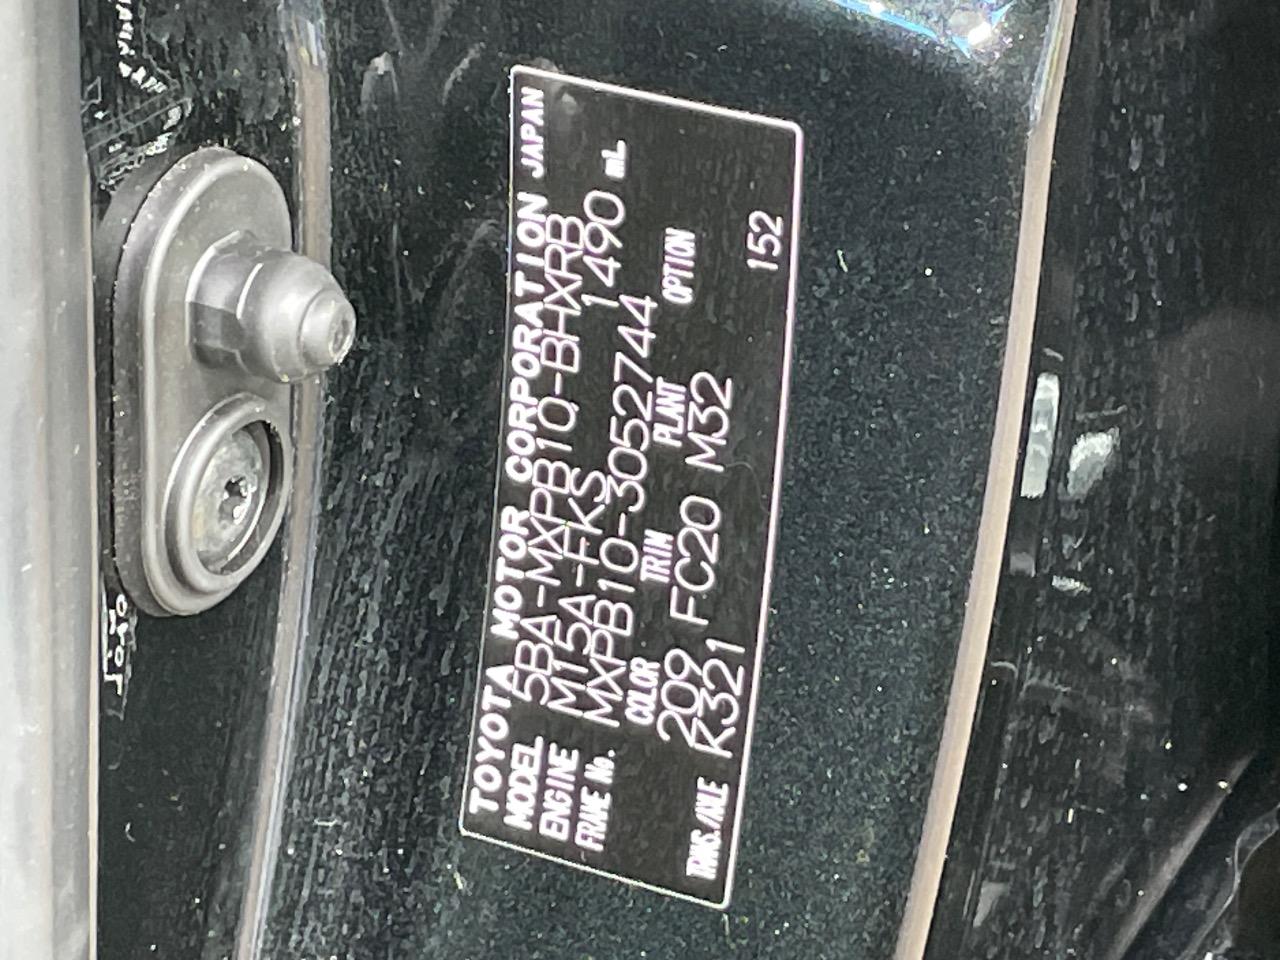 TOYOTA MOTOR CORPORATION JAPAN
MODEL 5BA-MXPB10-BHXRB
ENGINE M15A-FKS 1490 mL
FRAME No. MXPB10-3052744
COLOR TRIM PLANT OPTION
209 FC20 M32
TRNS./AXLE R321 152